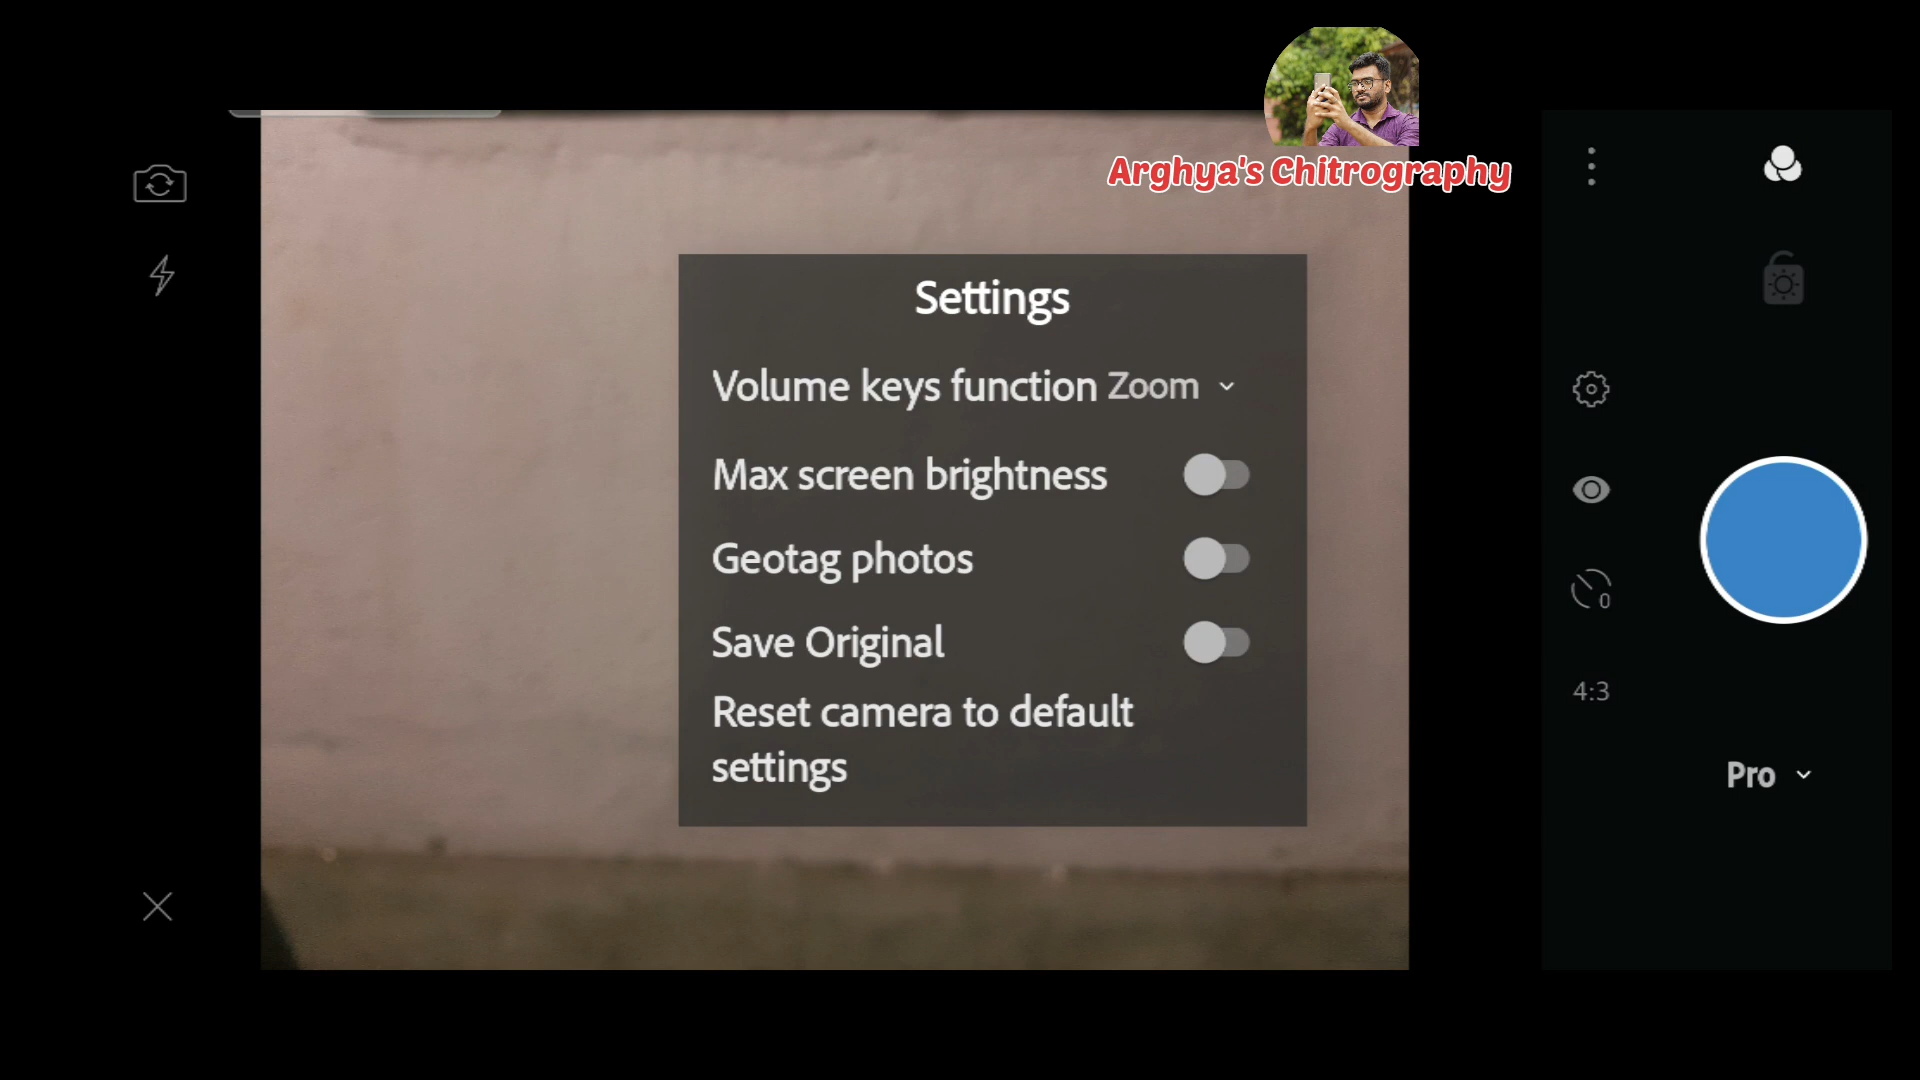 Arghya's Chitrography
Settings
Volume keys function Zoom
Max screen brightness
Geotag photos
Save Original
Reset camera to default
settings
0
4:3
Pro